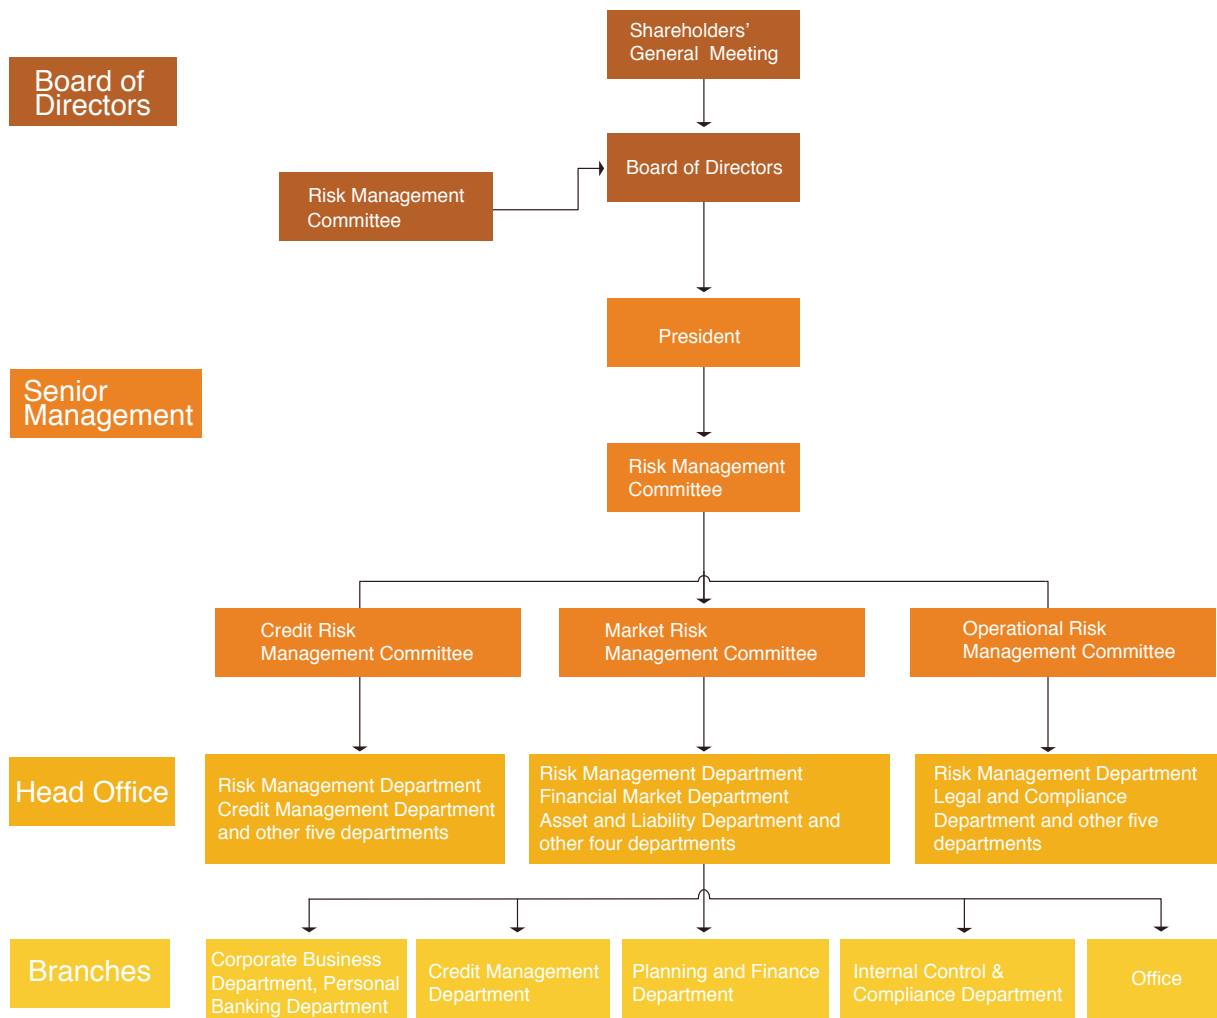 Shareholders'
General Meeting
Board of
Directors
Board of Directors
Risk Management
Committee
President
Senior
Management
Risk Management
Committee
Credit Risk
Management Committee
Market Risk
Management Committee
Operational Risk
Management Committee
Head Office
Risk Management Department
Credit Management Department
and other five departments
Risk Management Department
Financial Market Department
Asset and Liability Department and
other four departments
Risk Management Department
Legal and Compliance
Department and other five
departments
Branches
Corporate Business
Department, Personal
Banking Department
Credit Management
Department
Planning and Finance
Department
Internal Control &
Compliance Department
Office